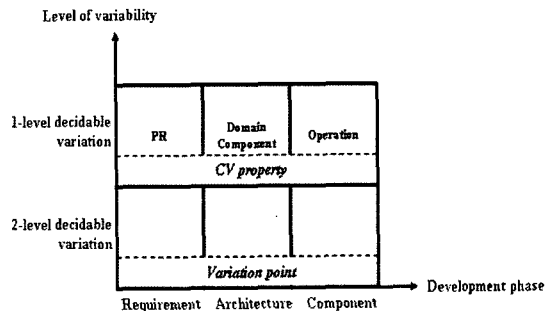 Level of variability
1-level decidable
variation
PR
Domain
Component
Operation
CV property
2-level decidable
variation
Variation point
Development phase
Requirement Architecture Component